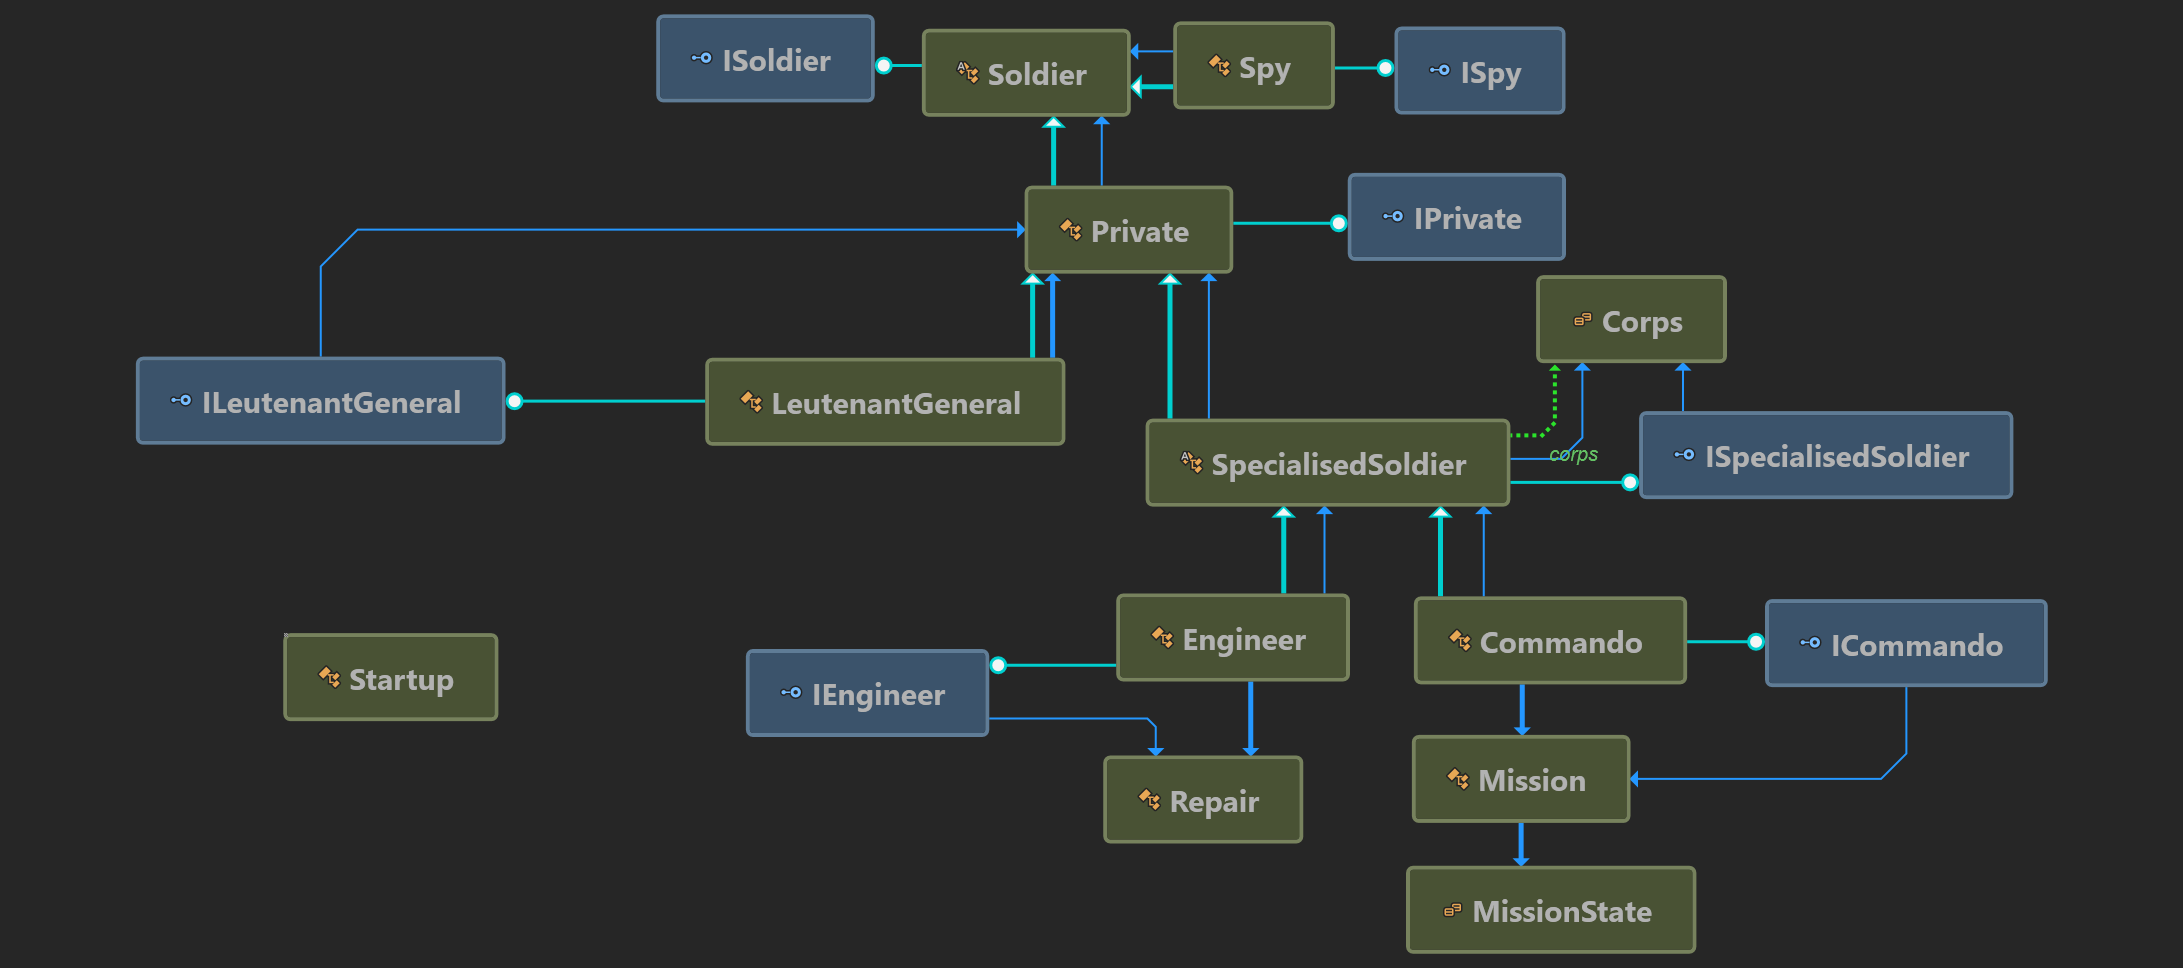 ISoldier
Soldier
Spy
ISpy
Private
IPrivate
Corps
ILeutenantGeneral
LeutenantGeneral
SpecialisedSoldier
corps
ISpecialisedSoldier
Engineer
Commando
ICommando
Startup
IEngineer
Repair
Mission
MissionState